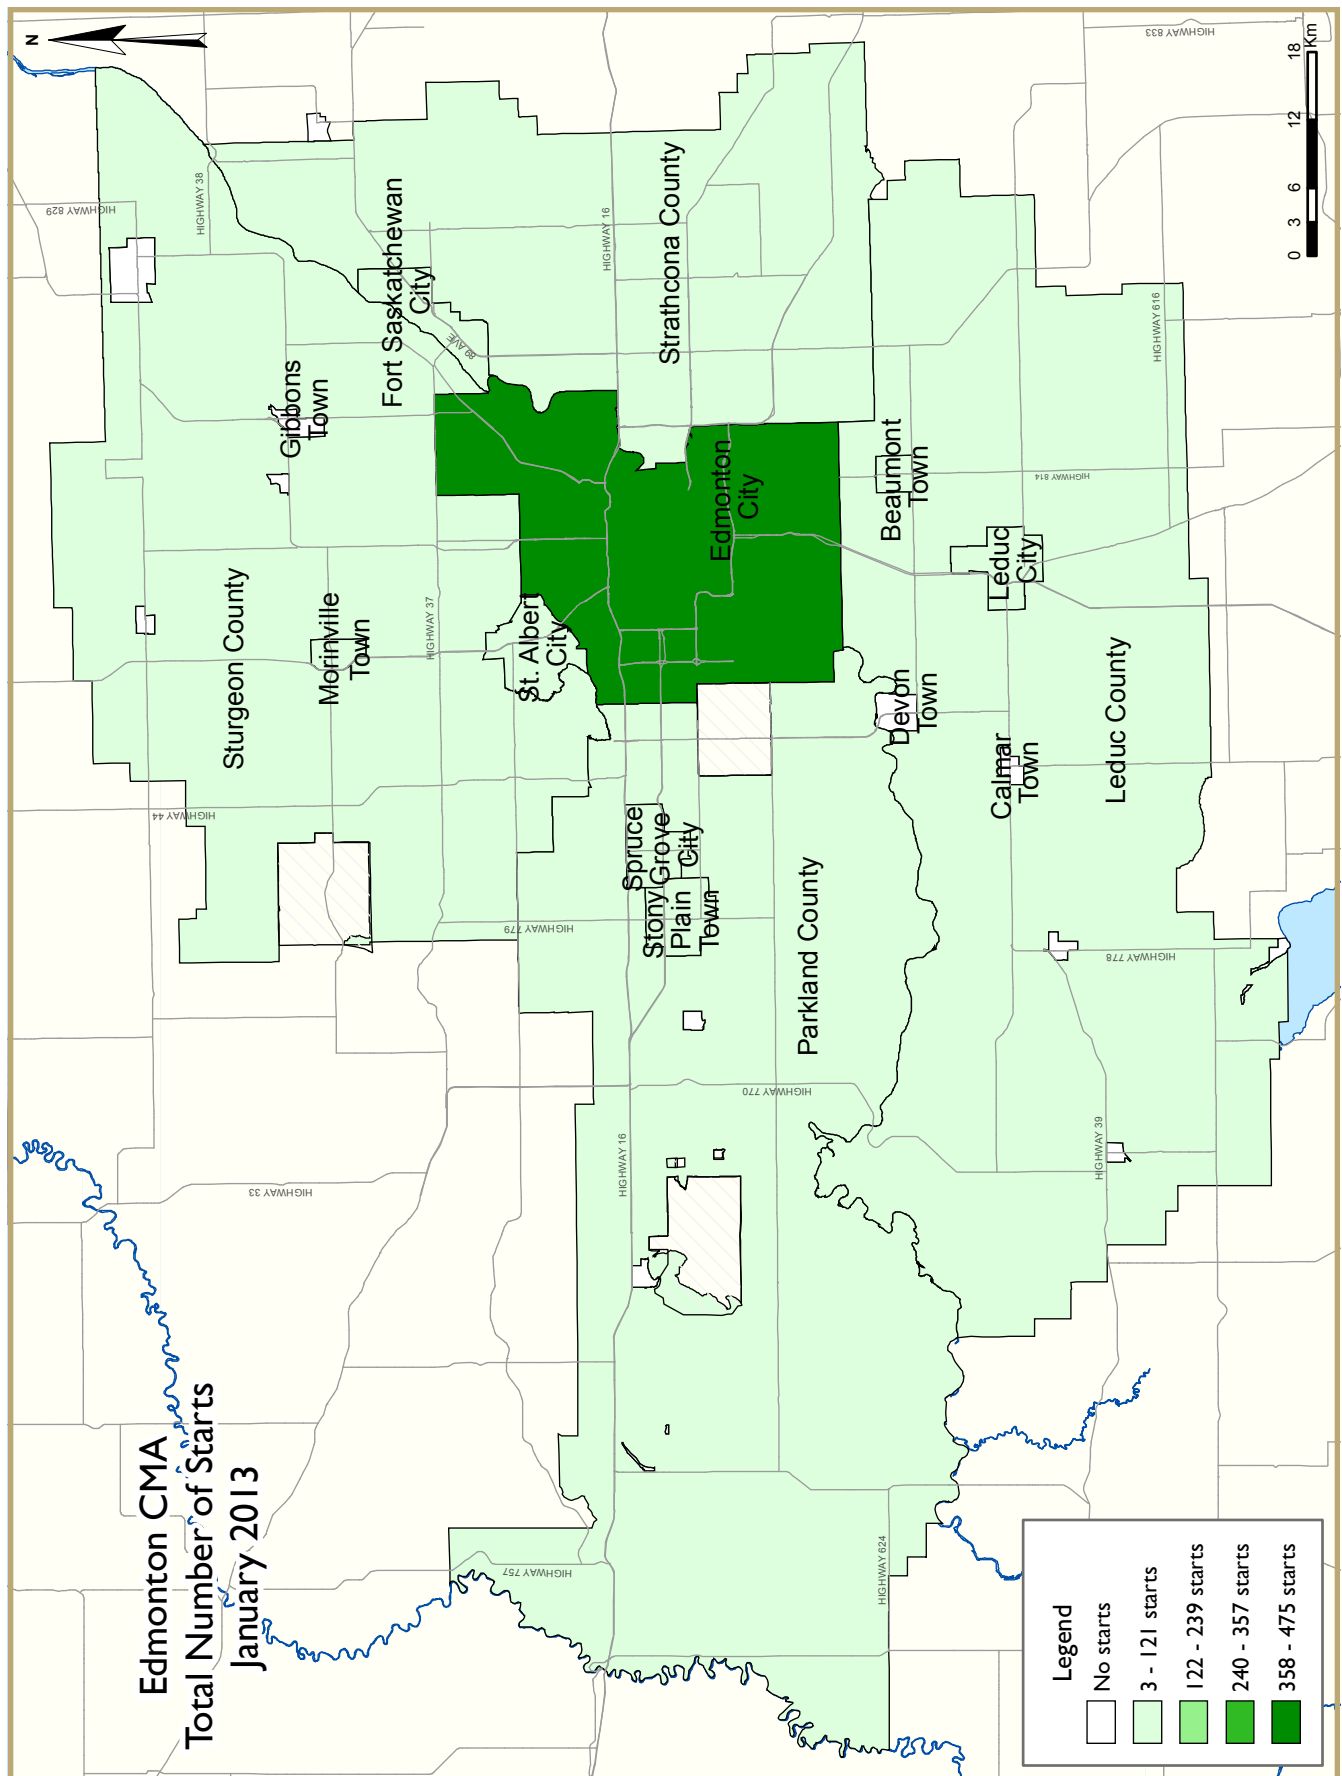 Edmonton CMA
Total Number of Starts
January 2013
N
HIGHWAY 829
HIGHWAY 38
HIGHWAY 833
Fort Saskatchewan
City
89 AVE
Gibbons
Town
HIGHWAY 16
Strathcona County
Sturgeon County
Morinville
Town
HIGHWAY 37
St. Albert
City
Edmonton
City
Beaumont
Town
HIGHWAY 814
HIGHWAY 616
Leduc
City
HIGHWAY 44
Devon
Town
Calmar
Town
Leduc County
Spruce
Grove
City
Stony
Plain
Town
HIGHWAY 779
Parkland County
HIGHWAY 778
HIGHWAY 770
HIGHWAY 39
HIGHWAY 33
HIGHWAY 16
HIGHWAY 757
HIGHWAY 624
Legend
No starts
3 - 121 starts
122 - 239 starts
240 - 357 starts
358 - 475 starts
0 3 6 12 18
Km